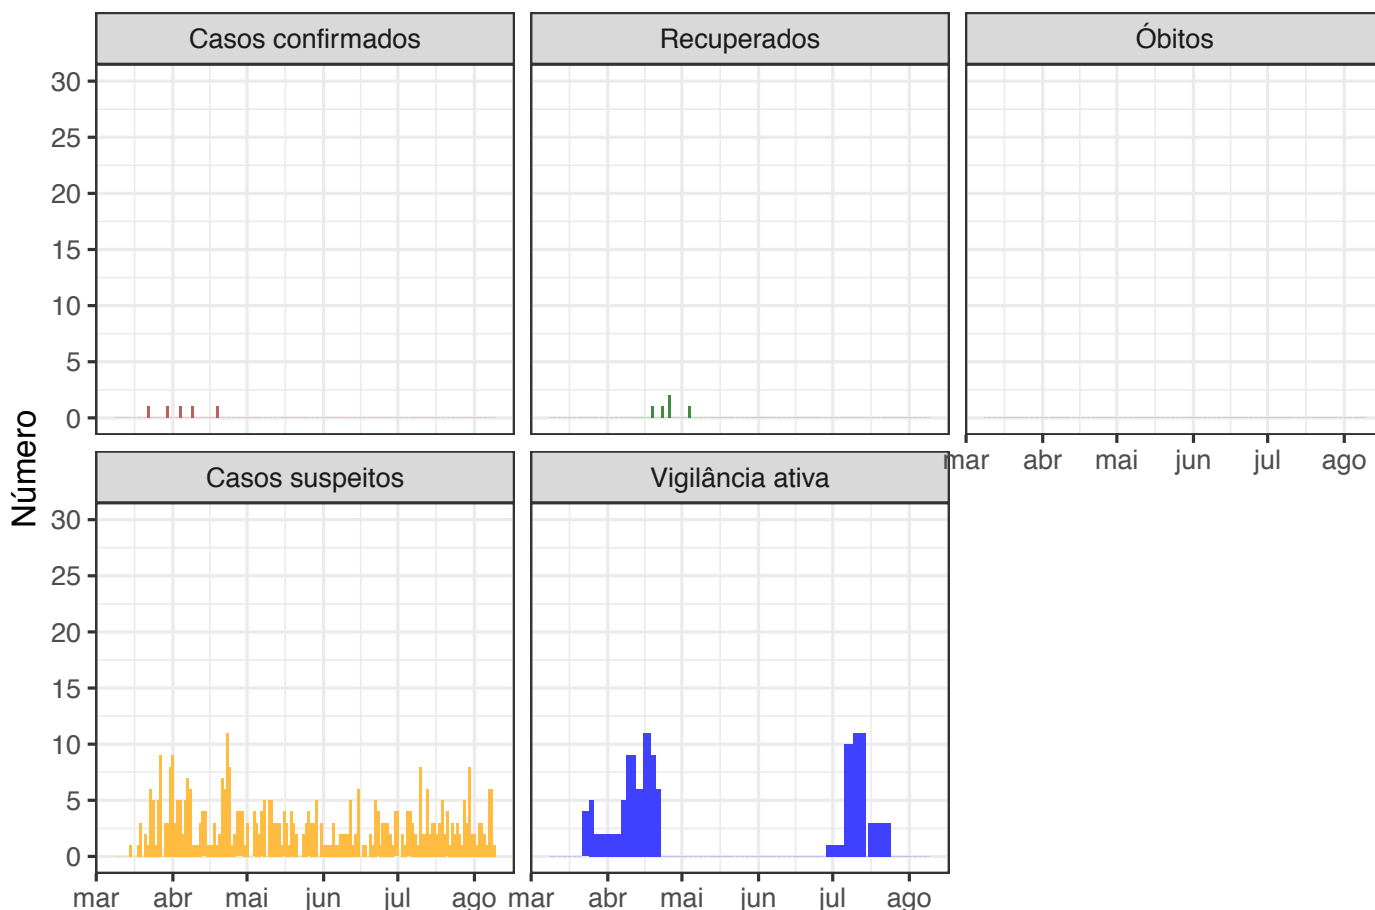 Casos confirmados
Recuperados
Óbitos
30
25
20
15
10
5
0
mar abr mai jun jul ago
Número
Casos suspeitos
Vigilância ativa
30
25
20
15
10
5
0
mar abr mai jun jul ago
mar abr mai jun jul ago